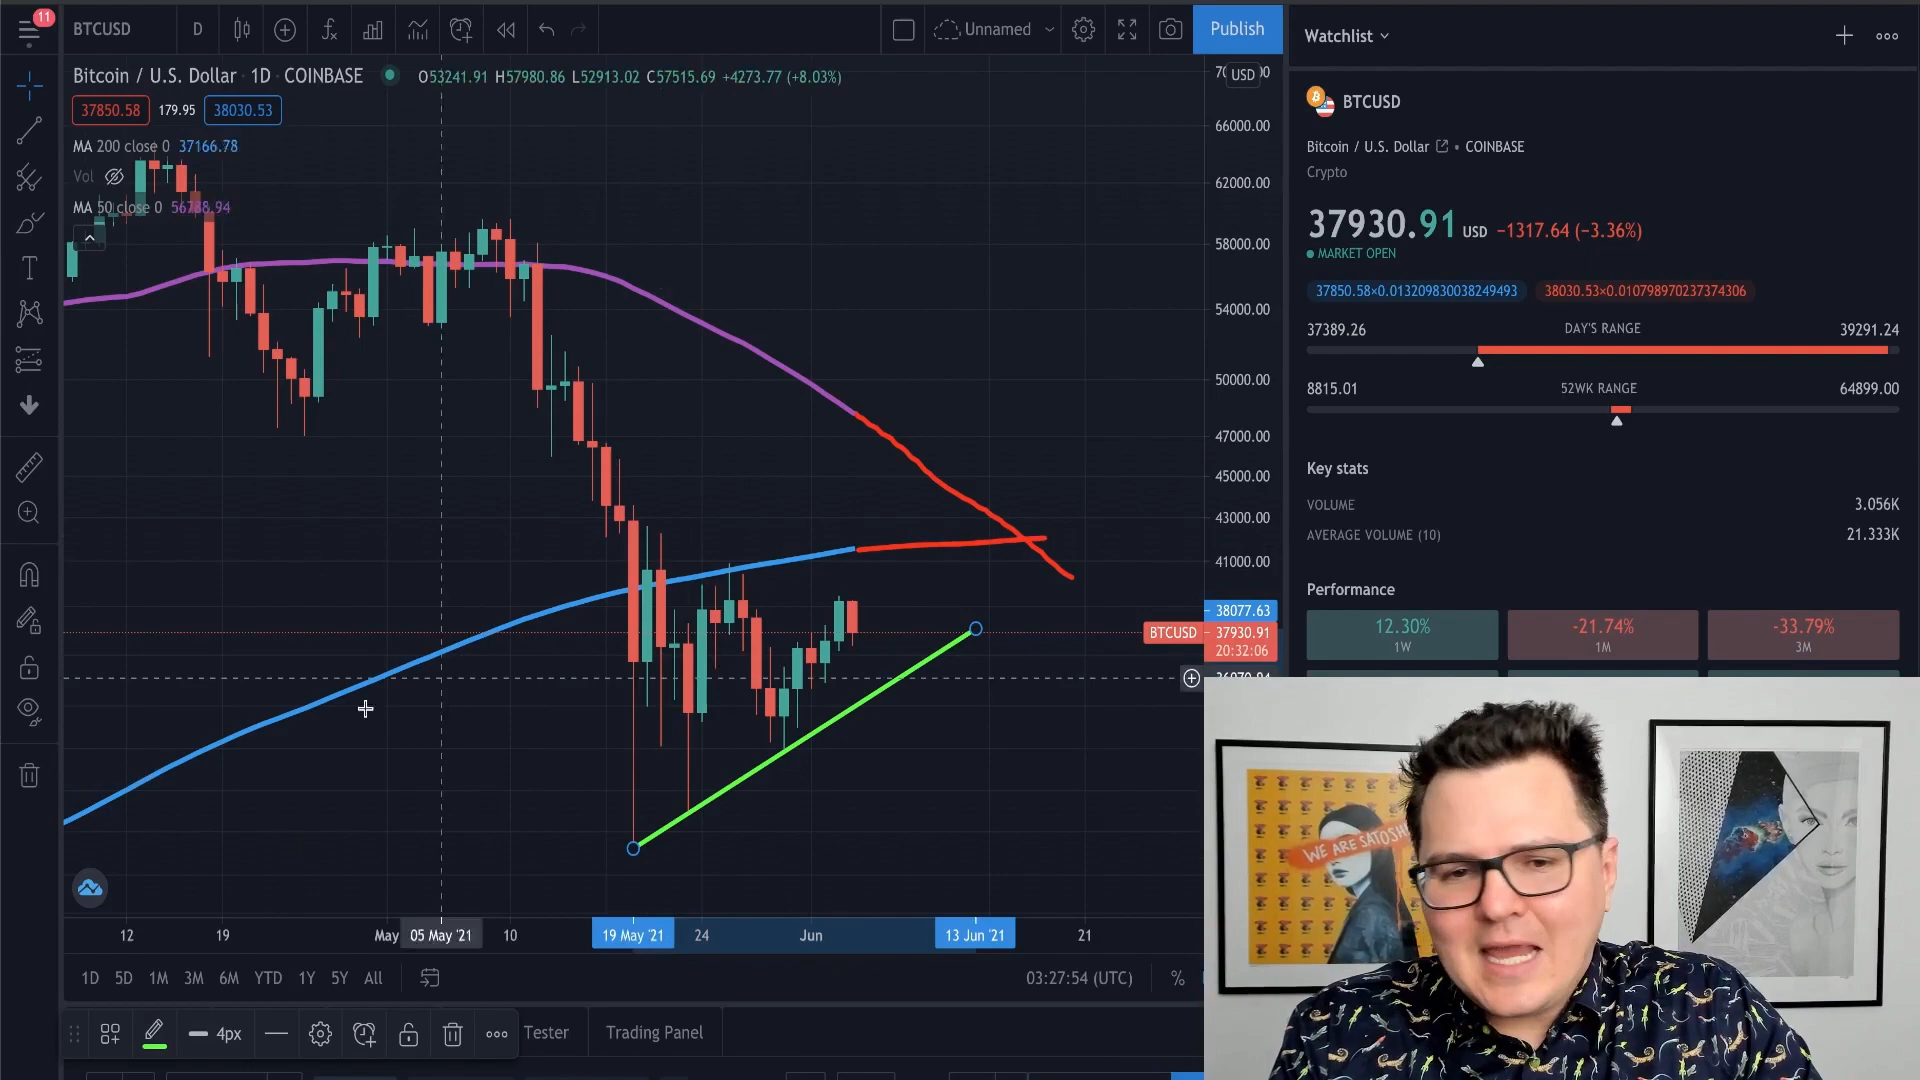 11
BTCUSD
D
Unnamed
Publish
Watchlist
Bitcoin / U.S. Dollar 1D COINBASE
O53241.91 H57980.86 L52913.02 C57515.69 +4273.77 (+8.03%)
USD
37850.58
179.95
38030.53
MA 200 close 0 37166.78
Vol
MA 50 close 0 56788.94
66000.00
62000.00
58000.00
54000.00
50000.00
47000.00
45000.00
43000.00
41000.00
38077.63
BTCUSD
37930.91
20:32:06
12
19
May
05 May '21
10
19 May '21
24
Jun
13 Jun '21
21
1D 5D 1M 3M 6M YTD 1Y 5Y All
03:27:54 (UTC)
%
4px
Tester
Trading Panel
BTCUSD
Bitcoin / U.S. Dollar • COINBASE
Crypto
37930.91 USD −1317.64 (−3.36%)
MARKET OPEN
37850.58×0.013209830038249493
38030.53×0.010798970237374306
37389.26
DAY'S RANGE
39291.24
8815.01
52WK RANGE
64899.00
Key stats
VOLUME
3.056K
AVERAGE VOLUME (10)
21.333K
Performance
12.30%
1W
-21.74%
1M
-33.79%
3M
WE ARE SATOSHI